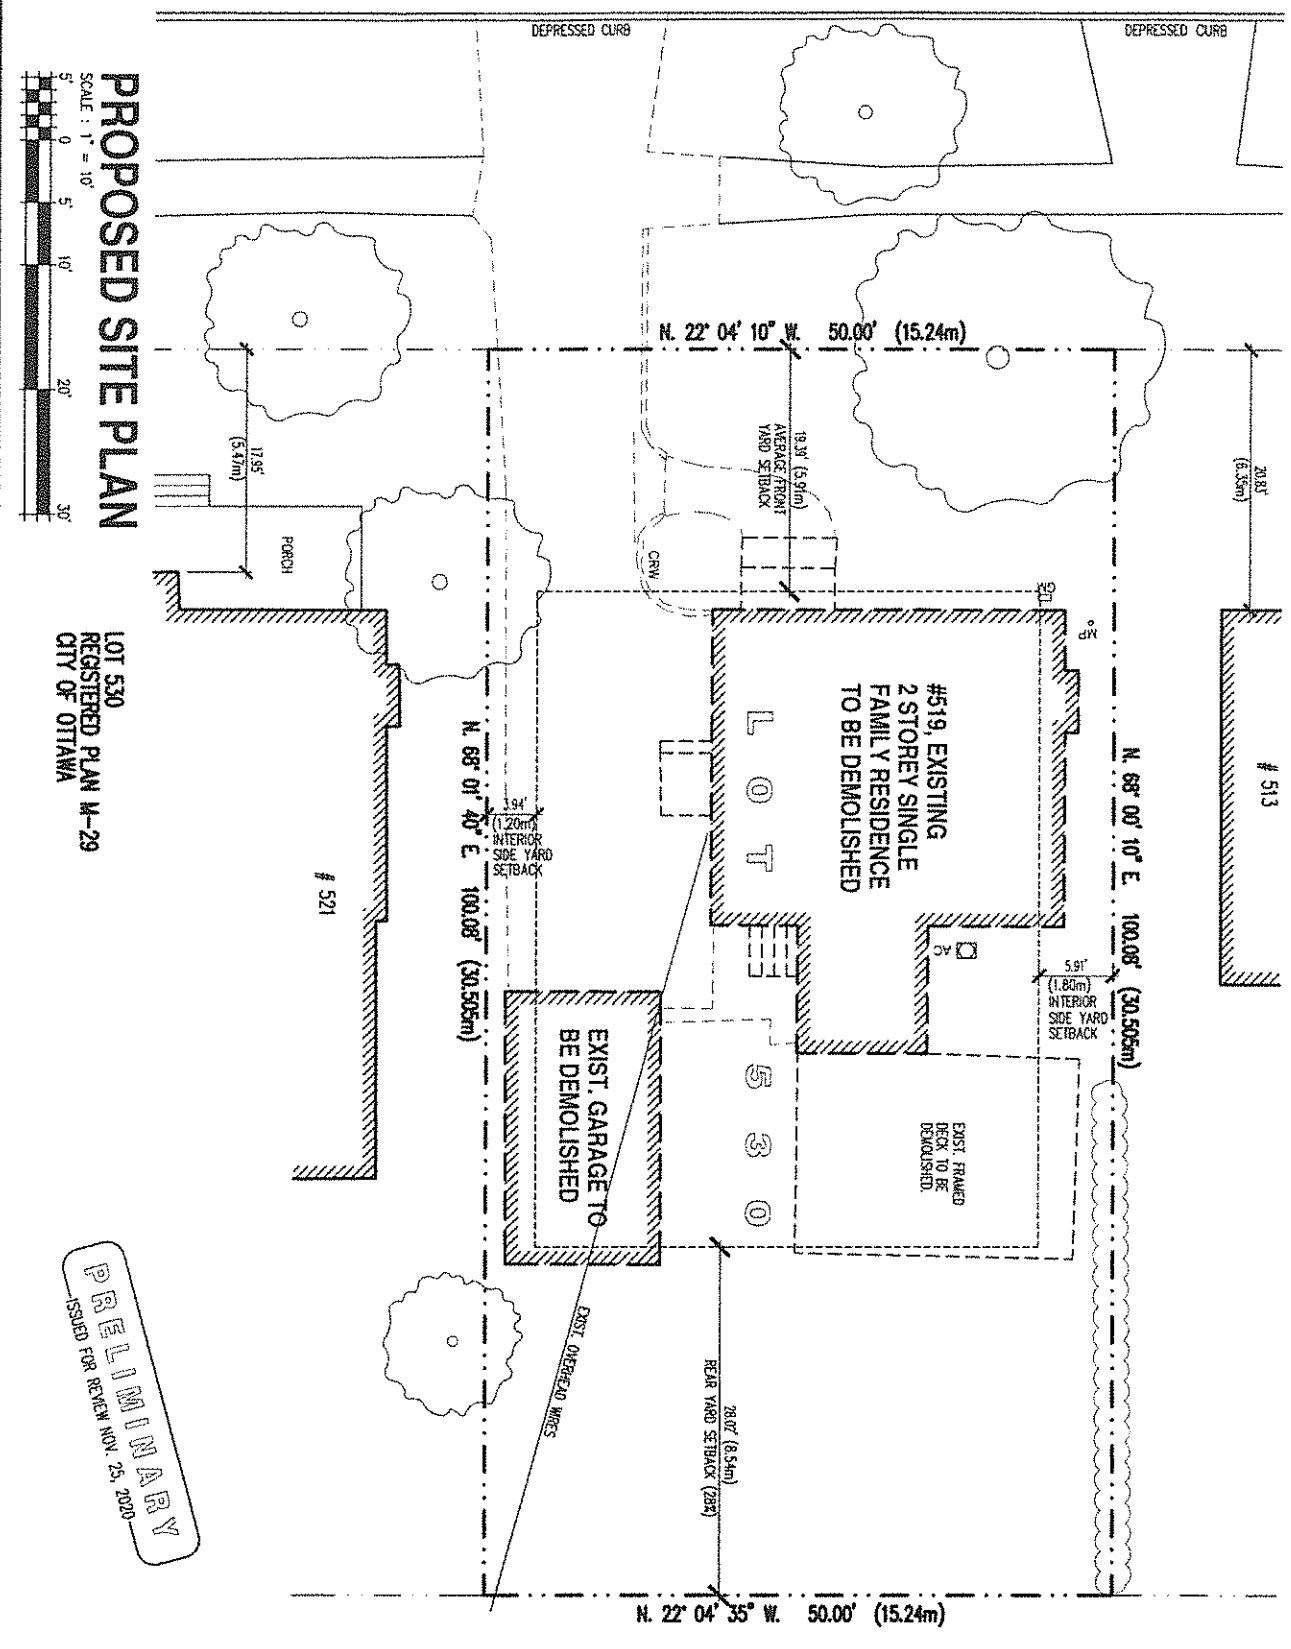 DEPRESSED CURB
DEPRESSED CURB
PROPOSED SITE PLAN
SCALE : 1" = 10'
5'
0
5'
10'
20'
30'
N. 22° 04' 10" W. 50.00' (15.24m)
20.83'
(6.35m)
19.39' (5.91m)
AVERAGE FRONT
YARD SETBACK
17.95'
(5.47m)
PORCH
CRW
GM
MP
# 513
#519, EXISTING
2 STOREY SINGLE
FAMILY RESIDENCE
TO BE DEMOLISHED
LOT 530
N. 68° 00' 10" E. 100.08' (30.505m)
5.91'
(1.80m)
INTERIOR
SIDE YARD
SETBACK
AC
LOT 530
REGISTERED PLAN M-29
CITY OF OTTAWA
# 521
N. 68° 01' 40" E. 100.08' (30.505m)
3.94'
(1.20m)
INTERIOR
SIDE YARD
SETBACK
EXIST. GARAGE TO
BE DEMOLISHED
EXIST. FRAMED
DECK TO BE
DEMOLISHED.
EXIST. OVERHEAD WIRES
28.07' (8.54m)
REAR YARD SETBACK (28%)
N. 22° 04' 35" W. 50.00' (15.24m)
PRELIMINARY
ISSUED FOR REVIEW NOV. 25, 2020